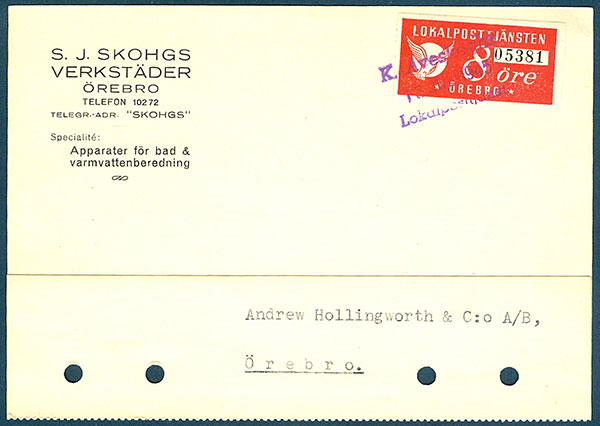 S. J. SKOHGS
VERKSTÄDER
ÖREBRO
TELEFON 10272
TELEGR.-ADR. "SKOHGS"
Specialité:
Apparater för bad &
varmvattenberedning
LOKALPOSTTJÄNSTEN
05381
8 öre
ÖREBRO
K.
Andrew Hollingworth & C:o A/B,
Örebro.